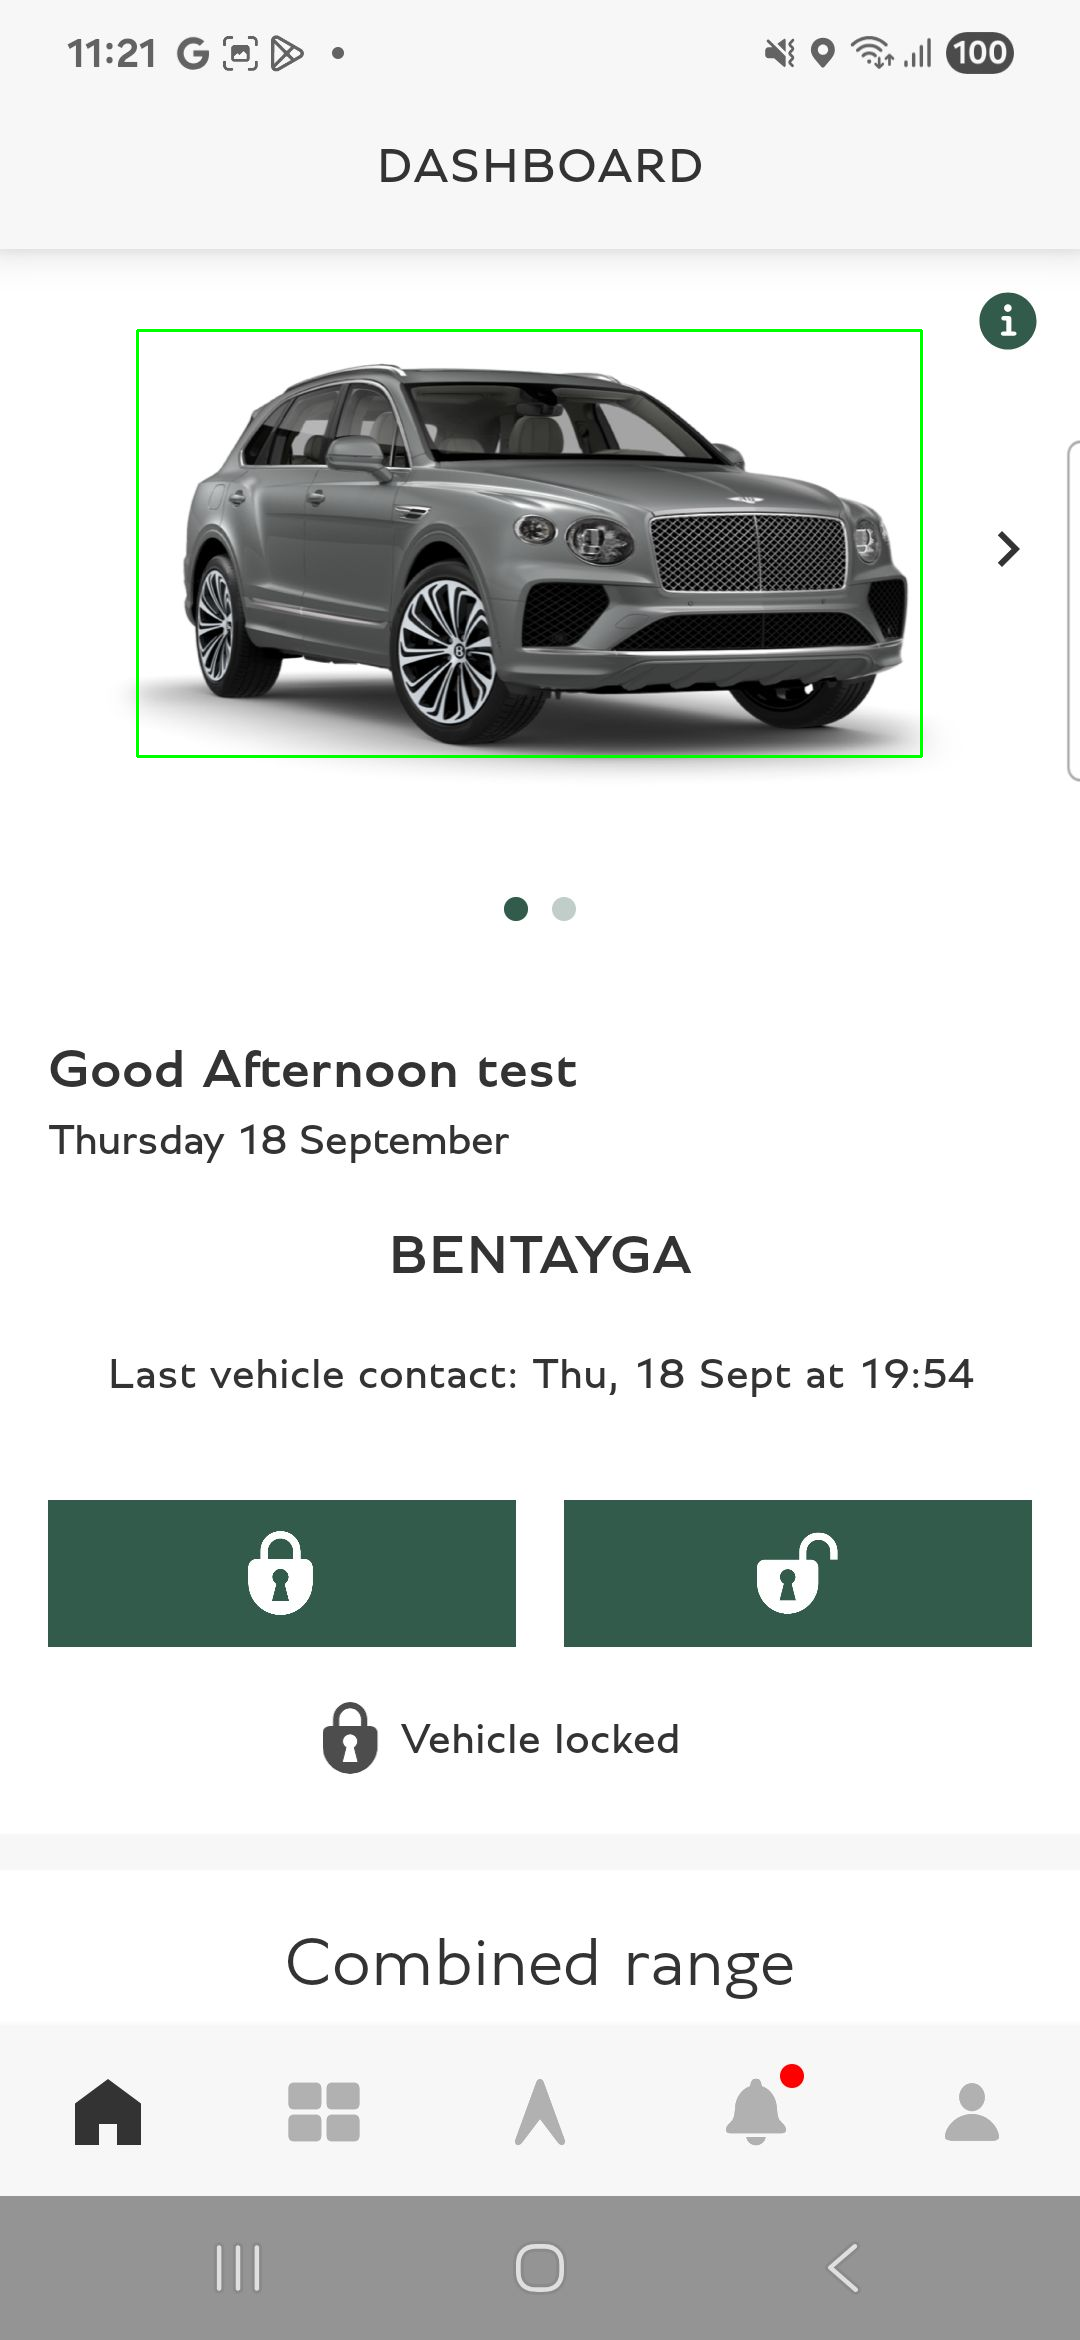 11:21
100
DASHBOARD
Good Afternoon test
Thursday 18 September
BENTAYGA
Last vehicle contact: Thu, 18 Sept at 19:54
Vehicle locked
Combined range